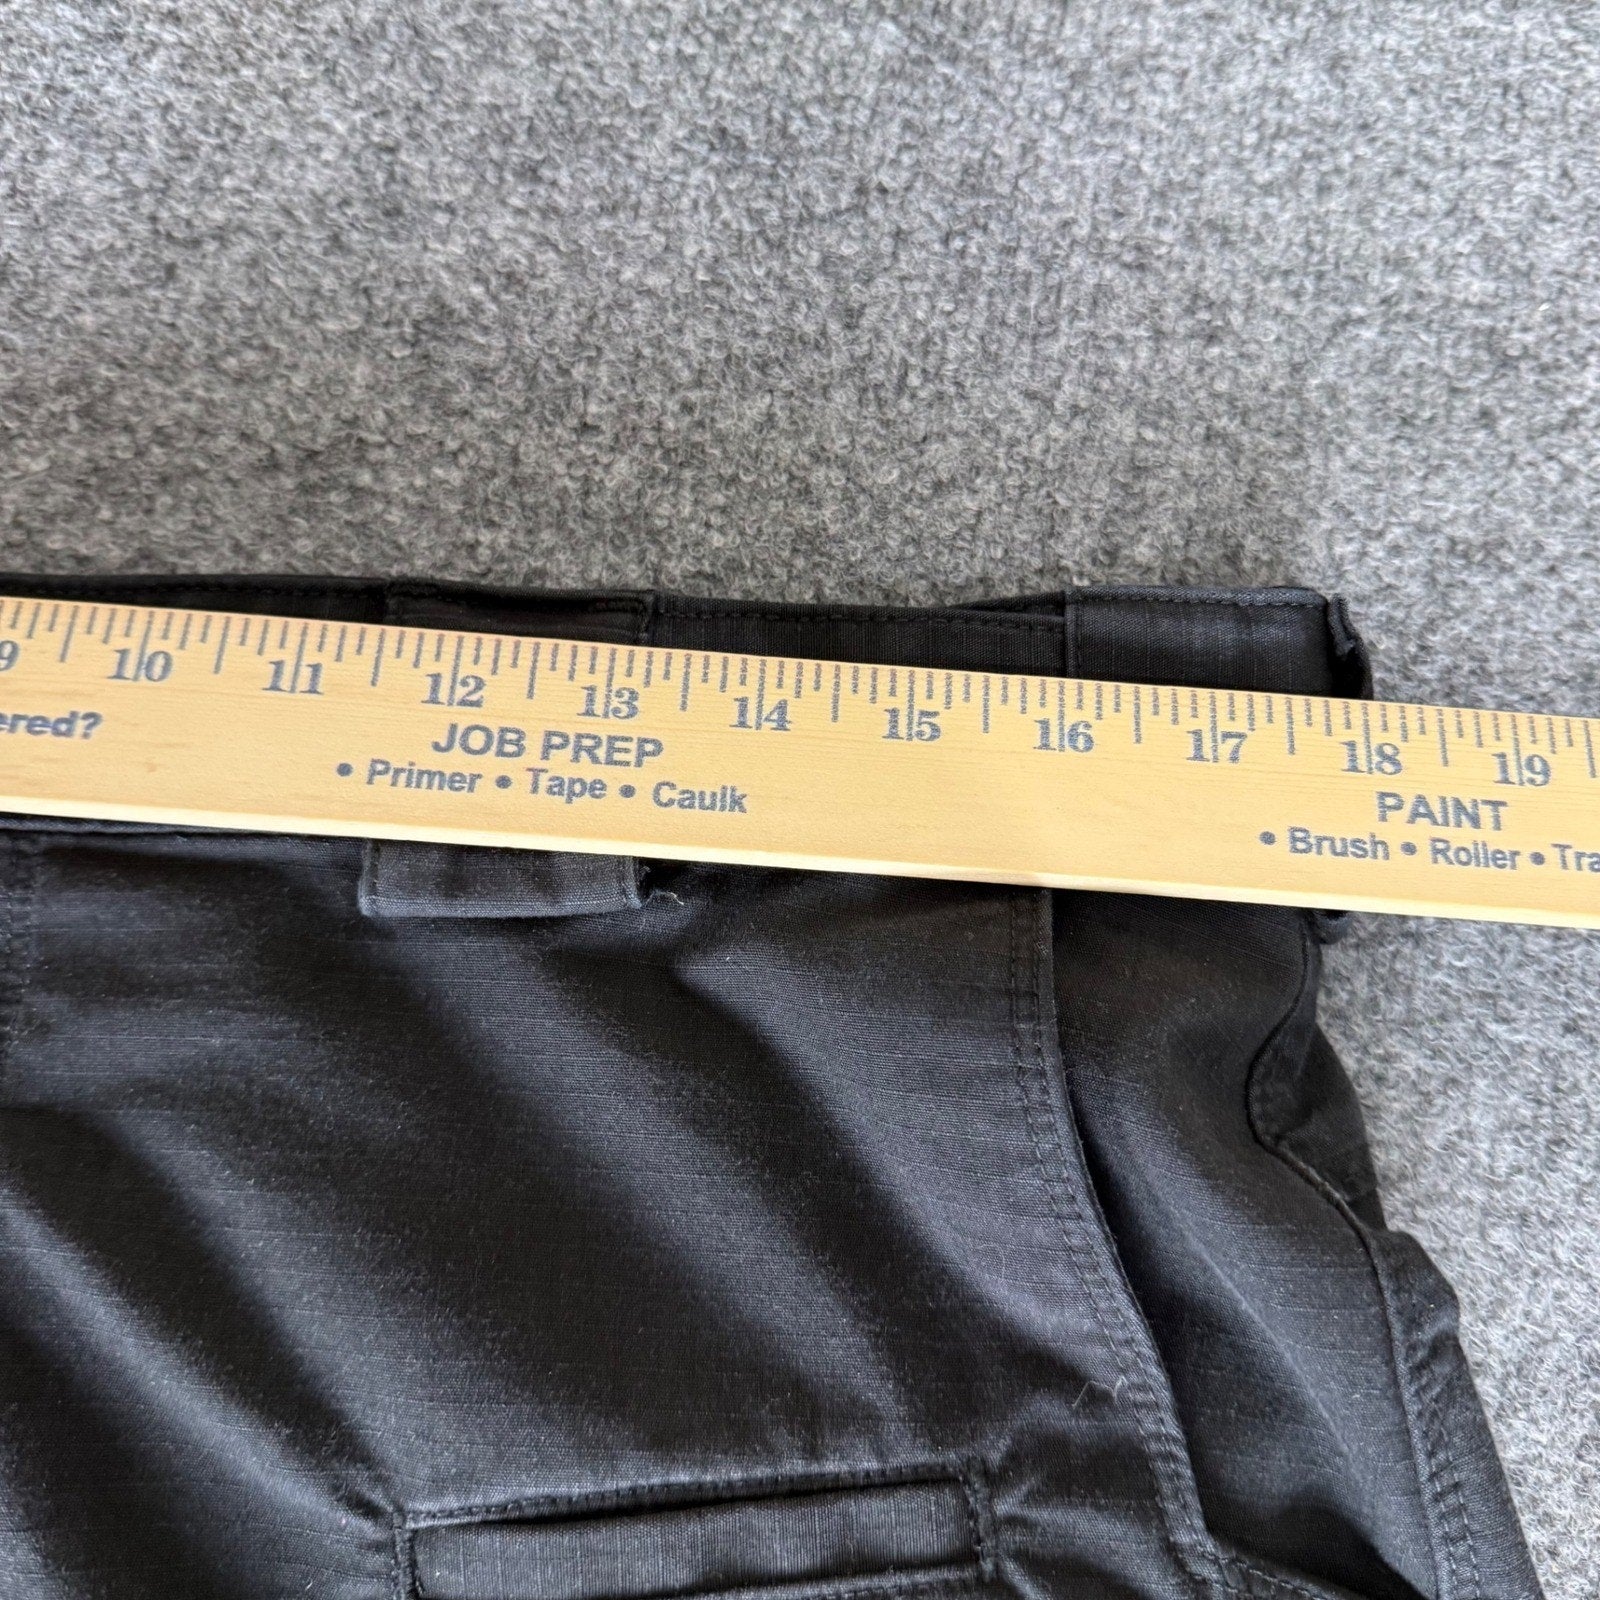 9 10 11 12 13 14 15 16 17 18 19
ered?
JOB PREP
• Primer • Tape • Caulk
PAINT
• Brush • Roller • Tra